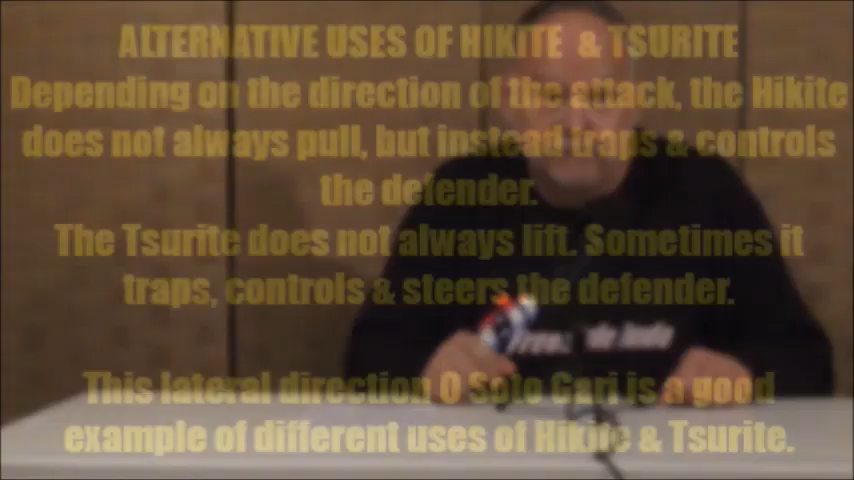 ALTERNATIVE USES OF HIKITE & TSURITE
Depending on the direction of the attack, the Hikite
does not always pull, but instead traps & controls
the defender.
The Tsurite does not always lift. Sometimes it
traps, controls & steers the defender.
This lateral direction O Soto Gari is a good
example of different uses of Hikite & Tsurite.